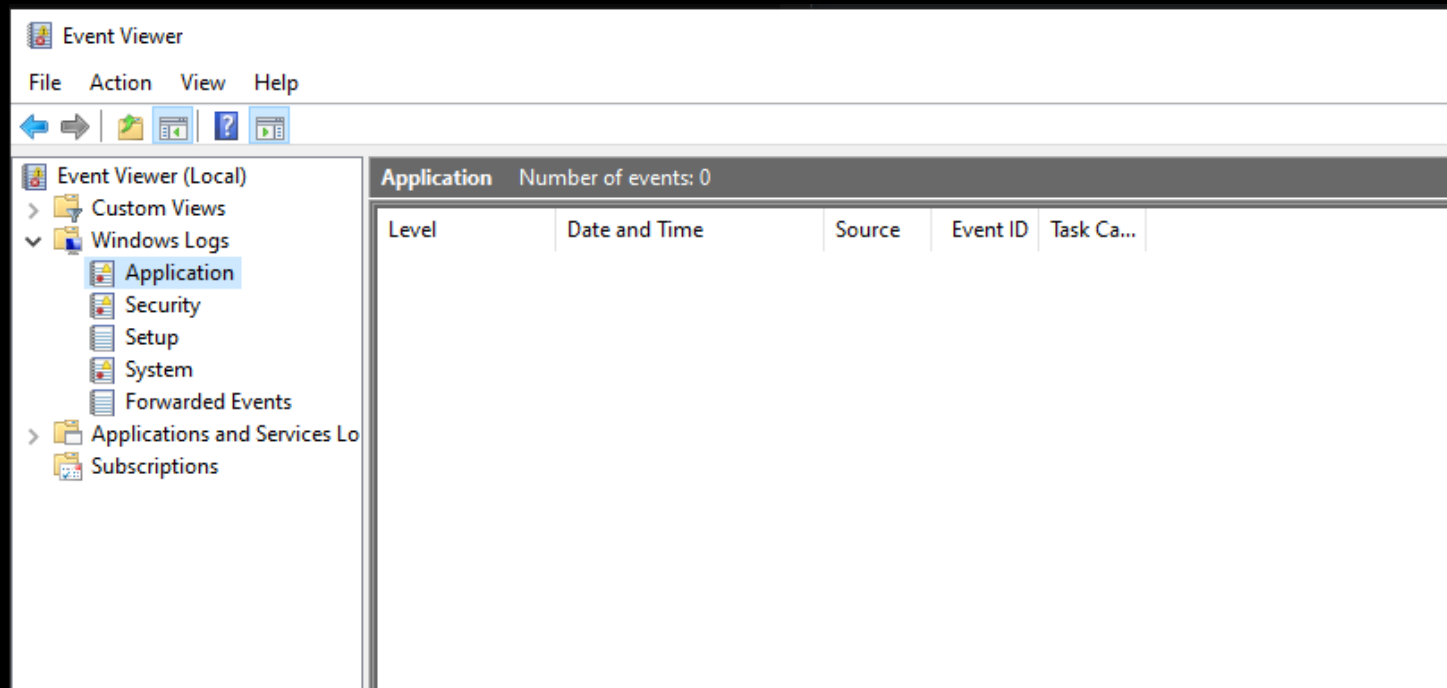 Event Viewer
File Action View Help
Event Viewer (Local)
Custom Views
Windows Logs
Application
Security
Setup
System
Forwarded Events
Applications and Services Lo
Subscriptions
Application Number of events: 0
Level Date and Time Source Event ID Task Ca...